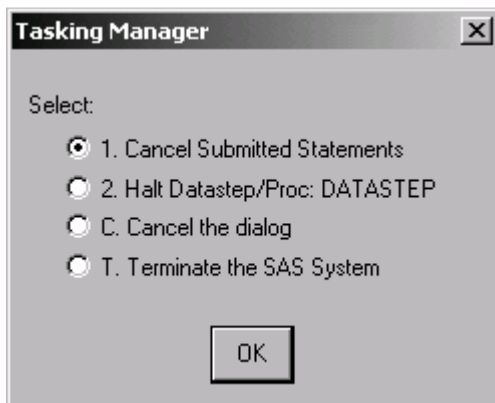 Tasking Manager
Select:
1. Cancel Submitted Statements
2. Halt Datastep/Proc: DATASTEP
C. Cancel the dialog
T. Terminate the SAS System
OK